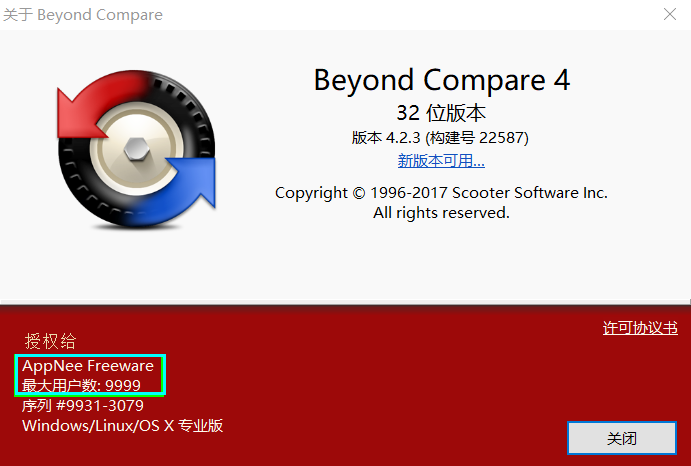 关于 Beyond Compare
Beyond Compare 4
32 位版本
版本 4.2.3 (构建号 22587)
新版本可用...
Copyright © 1996-2017 Scooter Software Inc.
All rights reserved.
许可协议书
授权给
AppNee Freeware
最大用户数: 9999
序列 #9931-3079
Windows/Linux/OS X 专业版
关闭